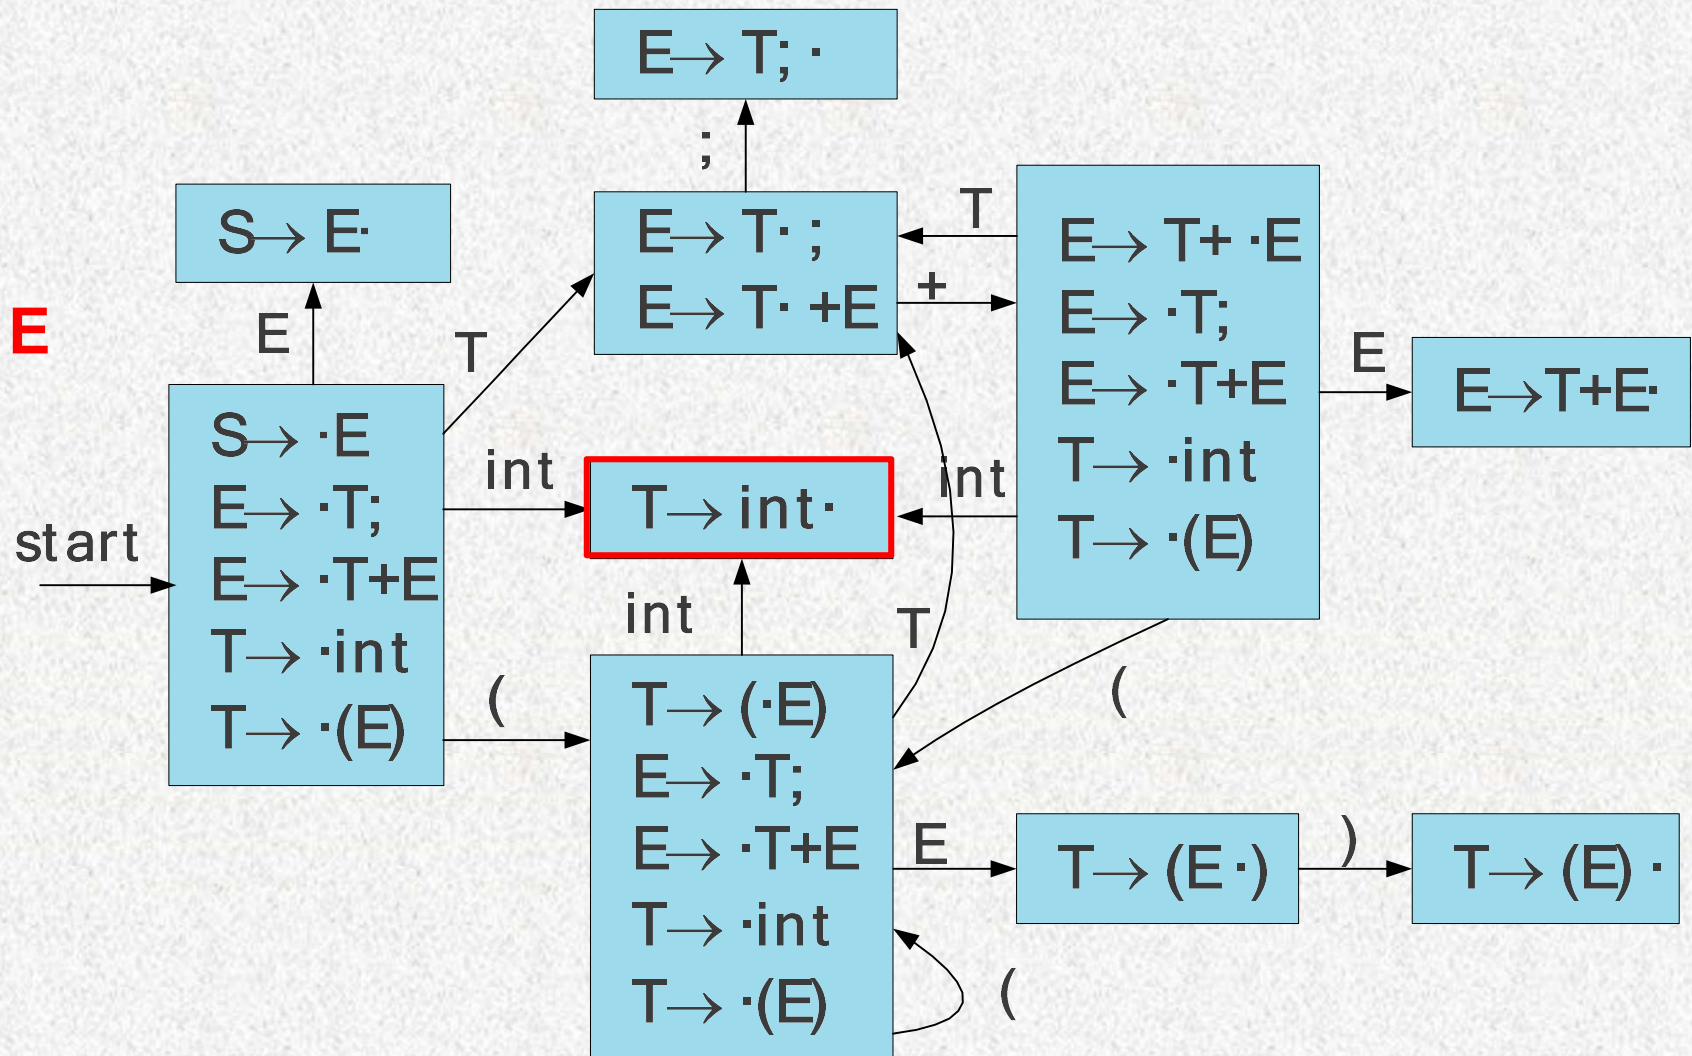 E→ T; ·
;
S→ E·
E→ T· ;
E→ T· +E
T
+
E→ T+ ·E
E→ ·T;
E→ ·T+E
T→ ·int
T→ ·(E)
E
E→T+E·
E
E
T
start
S→ ·E
E→ ·T;
E→ ·T+E
T→ ·int
T→ ·(E)
int
T→ int·
int
int
T
(
(
T→ (·E)
E→ ·T;
E→ ·T+E
T→ ·int
T→ ·(E)
E
T→ (E ·)
)
T→ (E) ·
(